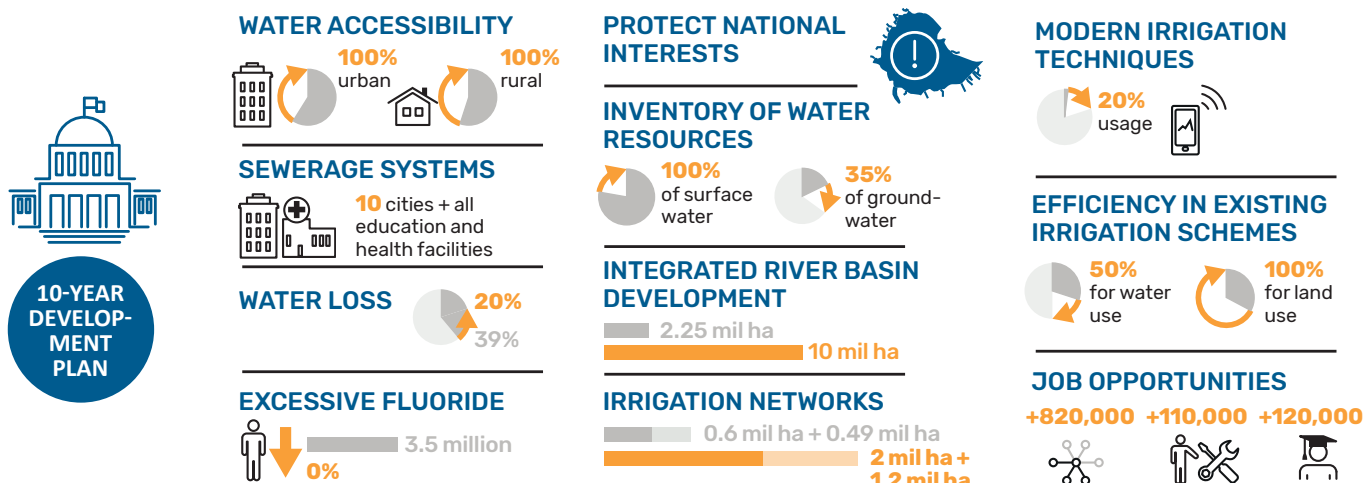 10-YEAR
DEVELOP-
MENT
PLAN
WATER ACCESSIBILITY
100%
urban
100%
rural
SEWERAGE SYSTEMS
10 cities + all
education and
health facilities
WATER LOSS
20%
39%
EXCESSIVE FLUORIDE
3.5 million
0%
PROTECT NATIONAL
INTERESTS
INVENTORY OF WATER
RESOURCES
100%
of surface
water
35%
of ground-
water
INTEGRATED RIVER BASIN
DEVELOPMENT
2.25 mil ha
10 mil ha
IRRIGATION NETWORKS
0.6 mil ha + 0.49 mil ha
2 mil ha +
1.2 mil ha
MODERN IRRIGATION
TECHNIQUES
20%
usage
EFFICIENCY IN EXISTING
IRRIGATION SCHEMES
50%
for water
use
100%
for land
use
JOB OPPORTUNITIES
+820,000 +110,000 +120,000